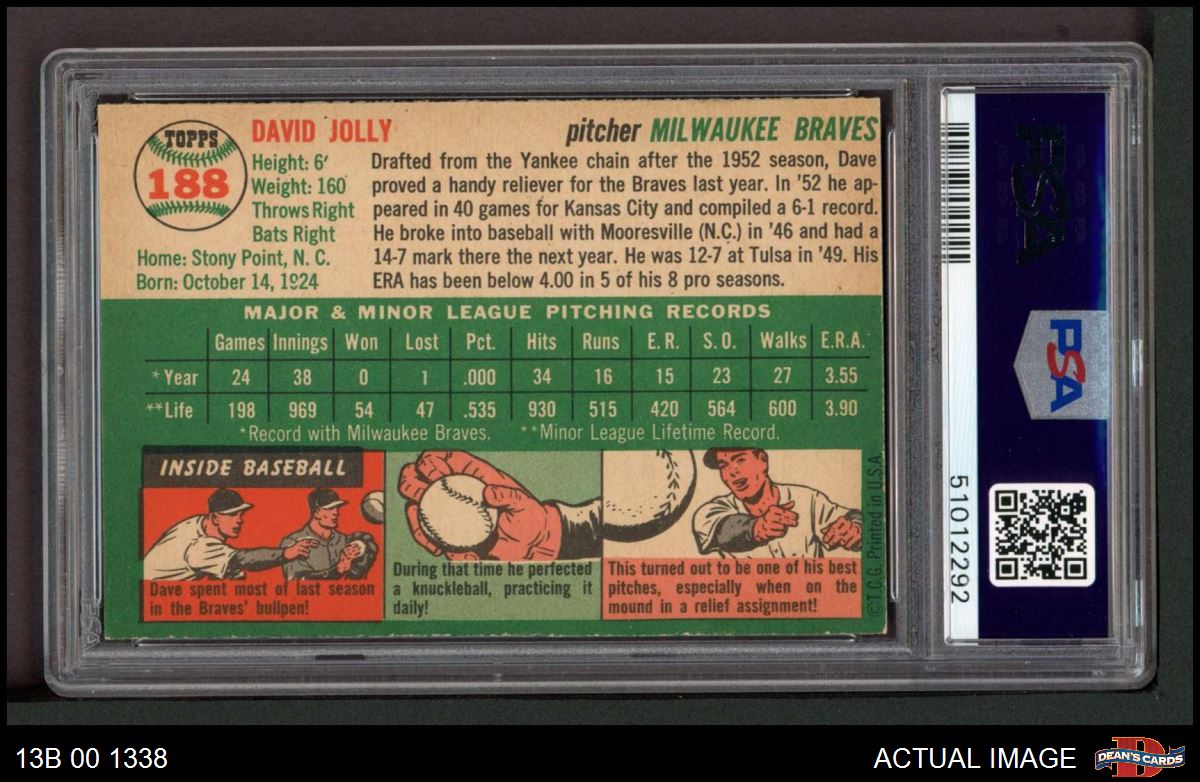 TOPPS
188
DAVID JOLLY
pitcher MILWAUKEE BRAVES
Height: 6'
Weight: 160
Throws Right
Bats Right
Home: Stony Point, N. C.
Born: October 14, 1924
Drafted from the Yankee chain after the 1952 season, Dave
proved a handy reliever for the Braves last year. In '52 he ap-
peared in 40 games for Kansas City and compiled a 6-1 record.
He broke into baseball with Mooresville (N.C.) in '46 and had a
14-7 mark there the next year. He was 12-7 at Tulsa in '49. His
ERA has been below 4.00 in 5 of his 8 pro seasons.
MAJOR & MINOR LEAGUE PITCHING RECORDS
Games Innings Won Lost Pct. Hits Runs E. R. S. O. Walks E.R.A.
*Year 24 38 0 1 .000 34 16 15 23 27 3.55
**Life 198 969 54 47 .535 930 515 420 564 600 3.90
*Record with Milwaukee Braves. **Minor League Lifetime Record.
INSIDE BASEBALL
Dave spent most of last season
in the Braves' bullpen!
During that time he perfected
a knuckleball, practicing it
daily!
This turned out to be one of his best
pitches, especially when on the
mound in a relief assignment!
©T.C.G. Printed in U.S.A.
PSA
PSA
PSA
51012292
13B 00 1338
ACTUAL IMAGE
D
DEAN'S CARDS